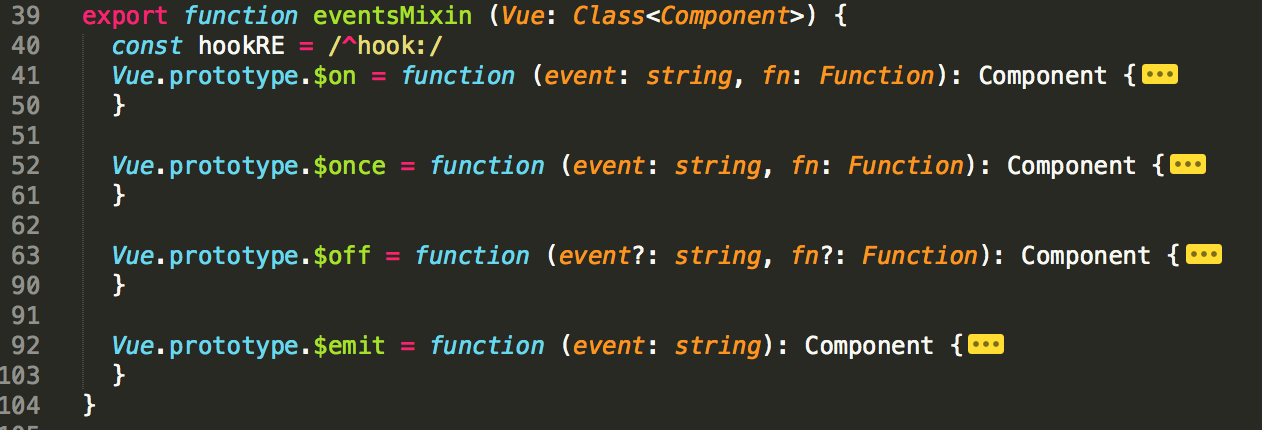 39 export function eventsMixin (Vue: Class<Component>) {
40 const hookRE = /^hook:/
41 Vue.prototype.$on = function (event: string, fn: Function): Component {•••
50 }
51
52 Vue.prototype.$once = function (event: string, fn: Function): Component {•••
61 }
62
63 Vue.prototype.$off = function (event?: string, fn?: Function): Component {•••
90 }
91
92 Vue.prototype.$emit = function (event: string): Component {•••
103 }
104 }